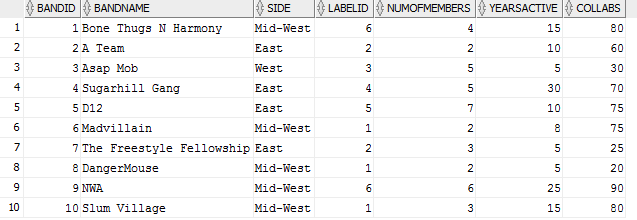 BANDID BANDNAME SIDE LABELID NUMOFMEMBERS YEARSACTIVE COLLABS
1 1 Bone Thugs N Harmony Mid-West 6 4 15 80
2 2 A Team East 2 2 10 60
3 3 Asap Mob West 3 5 5 30
4 4 Sugarhill Gang East 4 5 30 70
5 5 D12 East 5 7 10 75
6 6 Madvillain Mid-West 1 2 8 75
7 7 The Freestyle Fellowship East 2 3 5 25
8 8 DangerMouse Mid-West 1 2 5 20
9 9 NWA Mid-West 6 6 25 90
10 10 Slum Village Mid-West 1 3 15 80